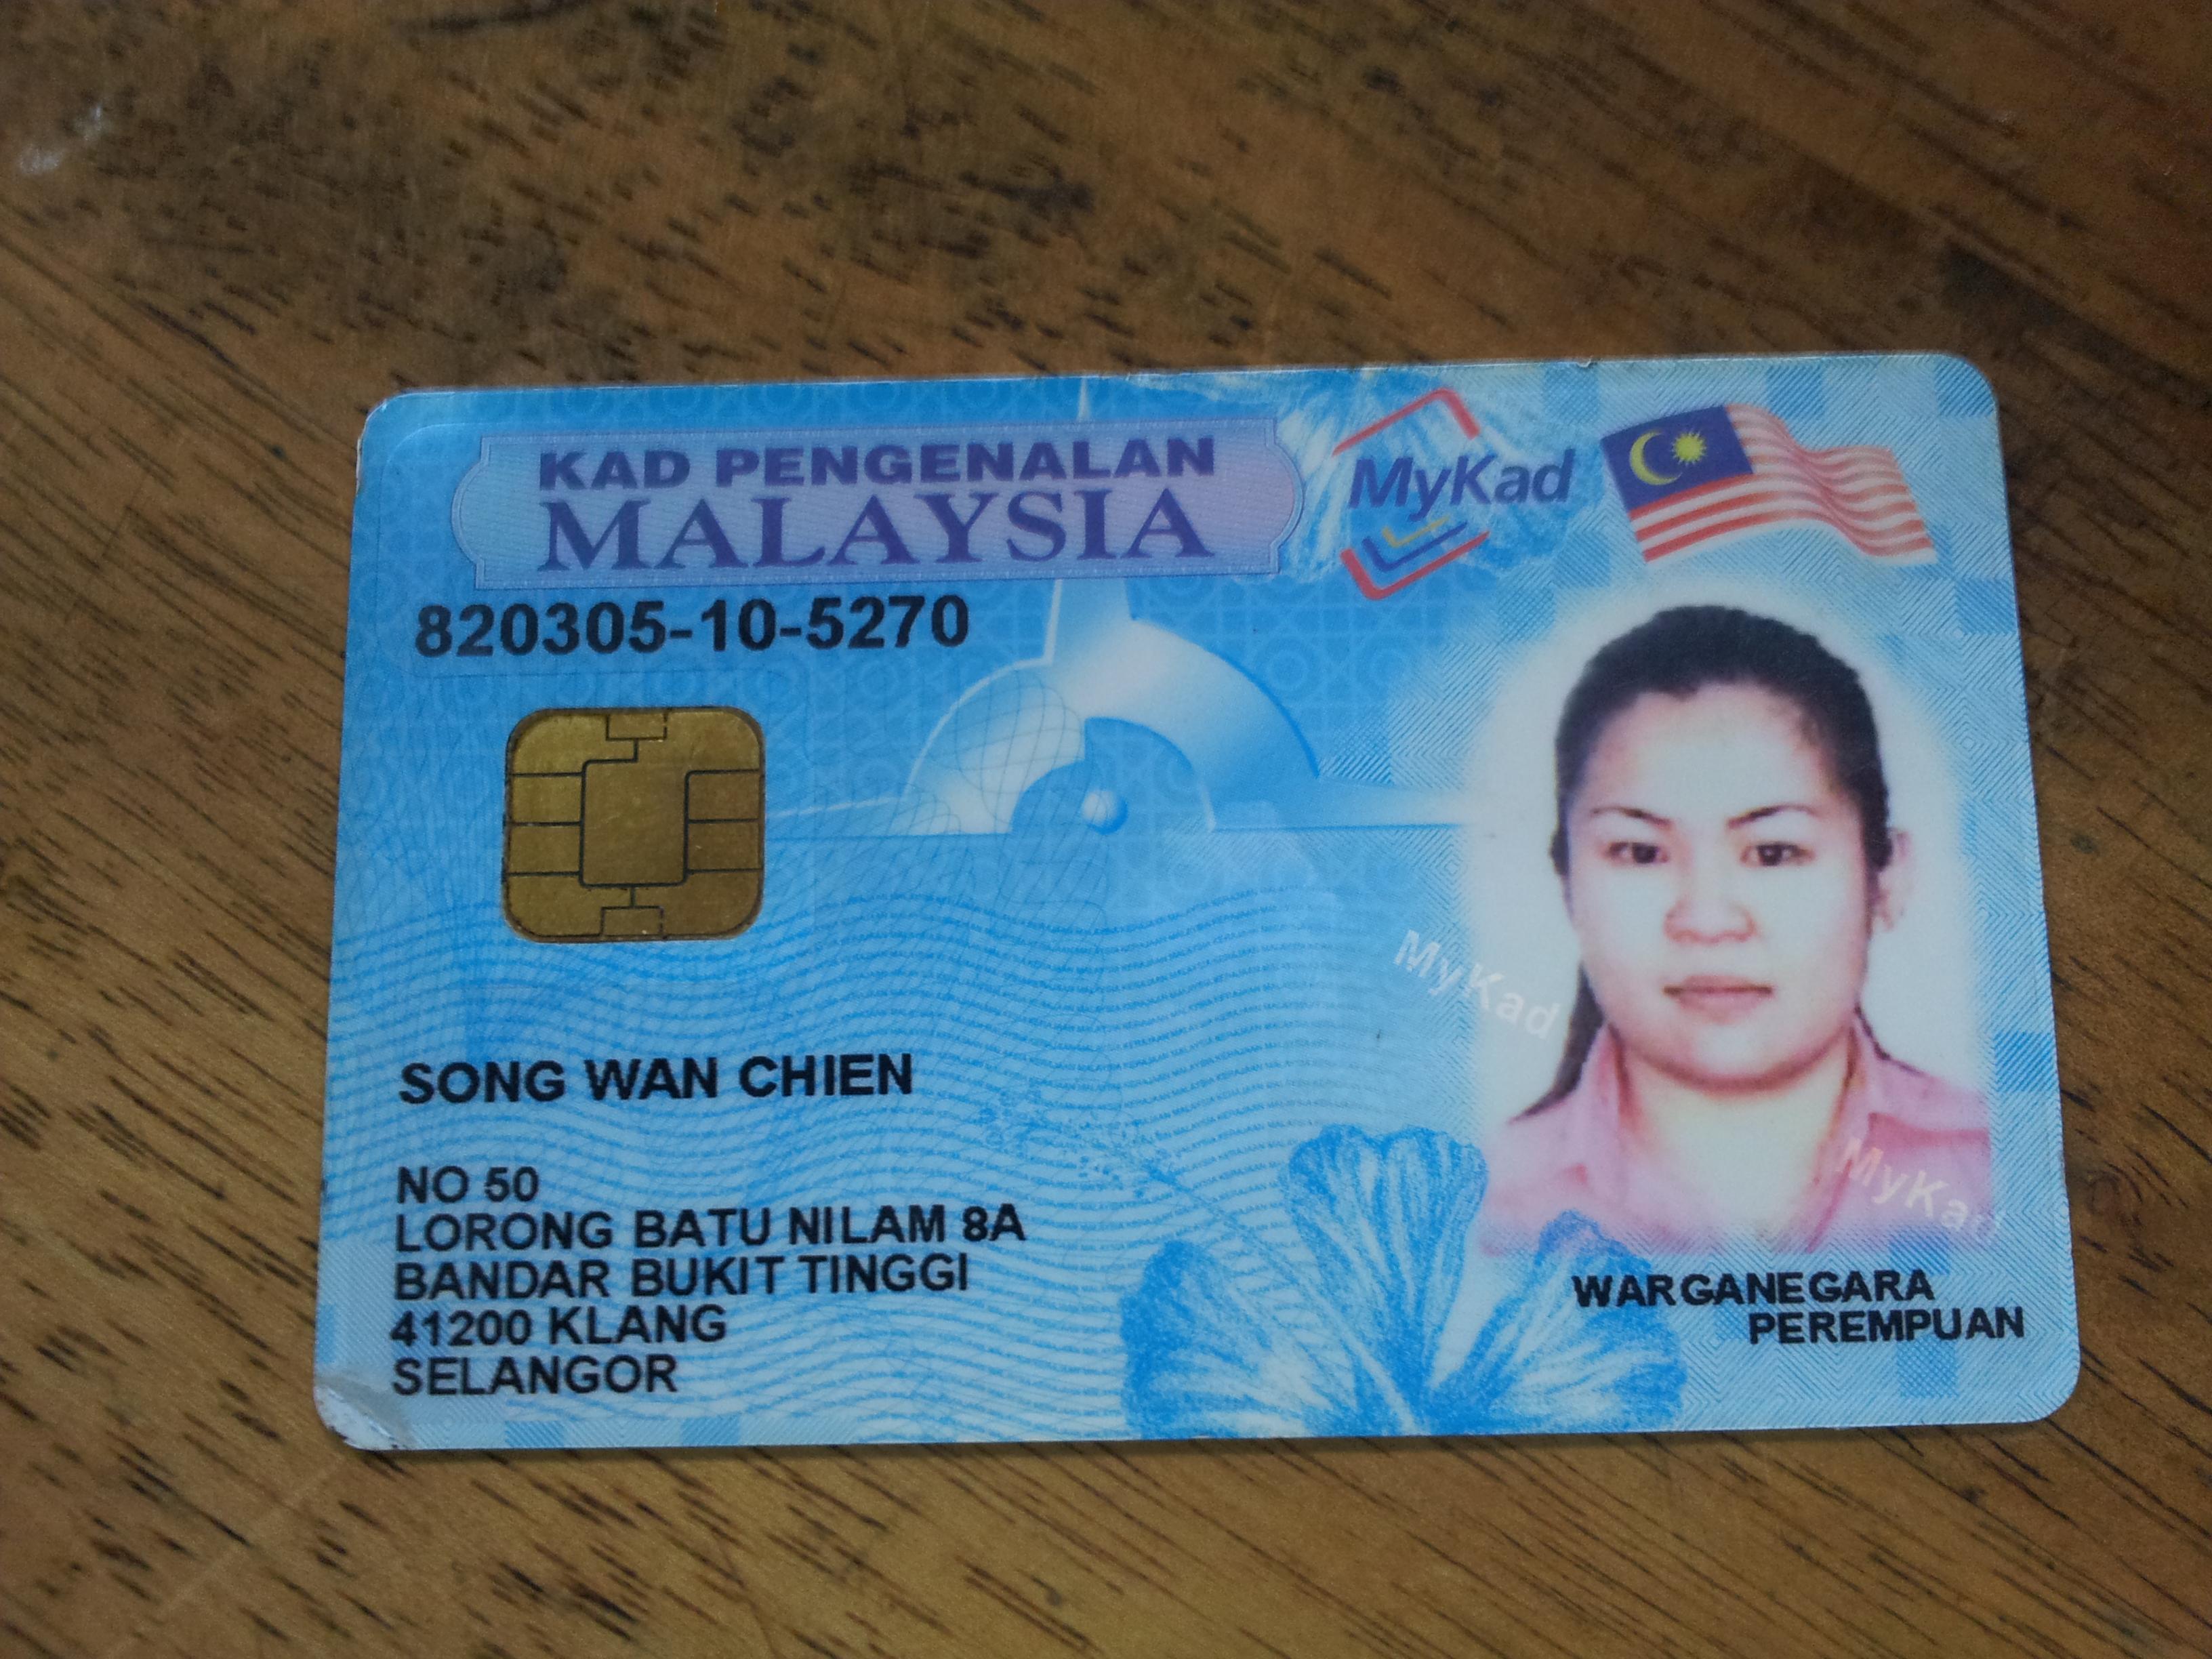 KAD PENGENALAN
MALAYSIA
MyKad
820305-10-5270
MyKad
SONG WAN CHIEN
NO 50
LORONG BATU NILAM 8A
BANDAR BUKIT TINGGI
41200 KLANG
SELANGOR
MyKad
WARGANEGARA
PEREMPUAN